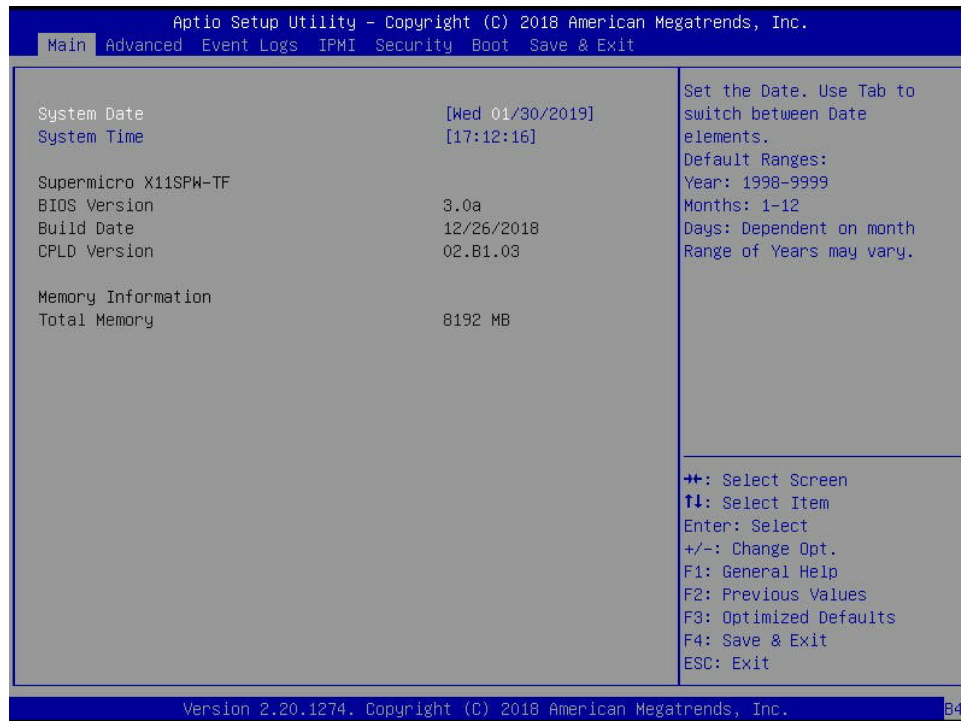 Aptio Setup Utility – Copyright (C) 2018 American Megatrends, Inc.
Main Advanced Event Logs IPMI Security Boot Save & Exit
System Date [Wed 01/30/2019]
System Time [17:12:16]
Supermicro X11SPW-TF
BIOS Version 3.0a
Build Date 12/26/2018
CPLD Version 02.B1.03
Memory Information
Total Memory 8192 MB
Set the Date. Use Tab to
switch between Date
elements.
Default Ranges:
Year: 1998-9999
Months: 1-12
Days: Dependent on month
Range of Years may vary.
→←: Select Screen
↑↓: Select Item
Enter: Select
+/-: Change Opt.
F1: General Help
F2: Previous Values
F3: Optimized Defaults
F4: Save & Exit
ESC: Exit
Version 2.20.1274. Copyright (C) 2018 American Megatrends, Inc.
B4